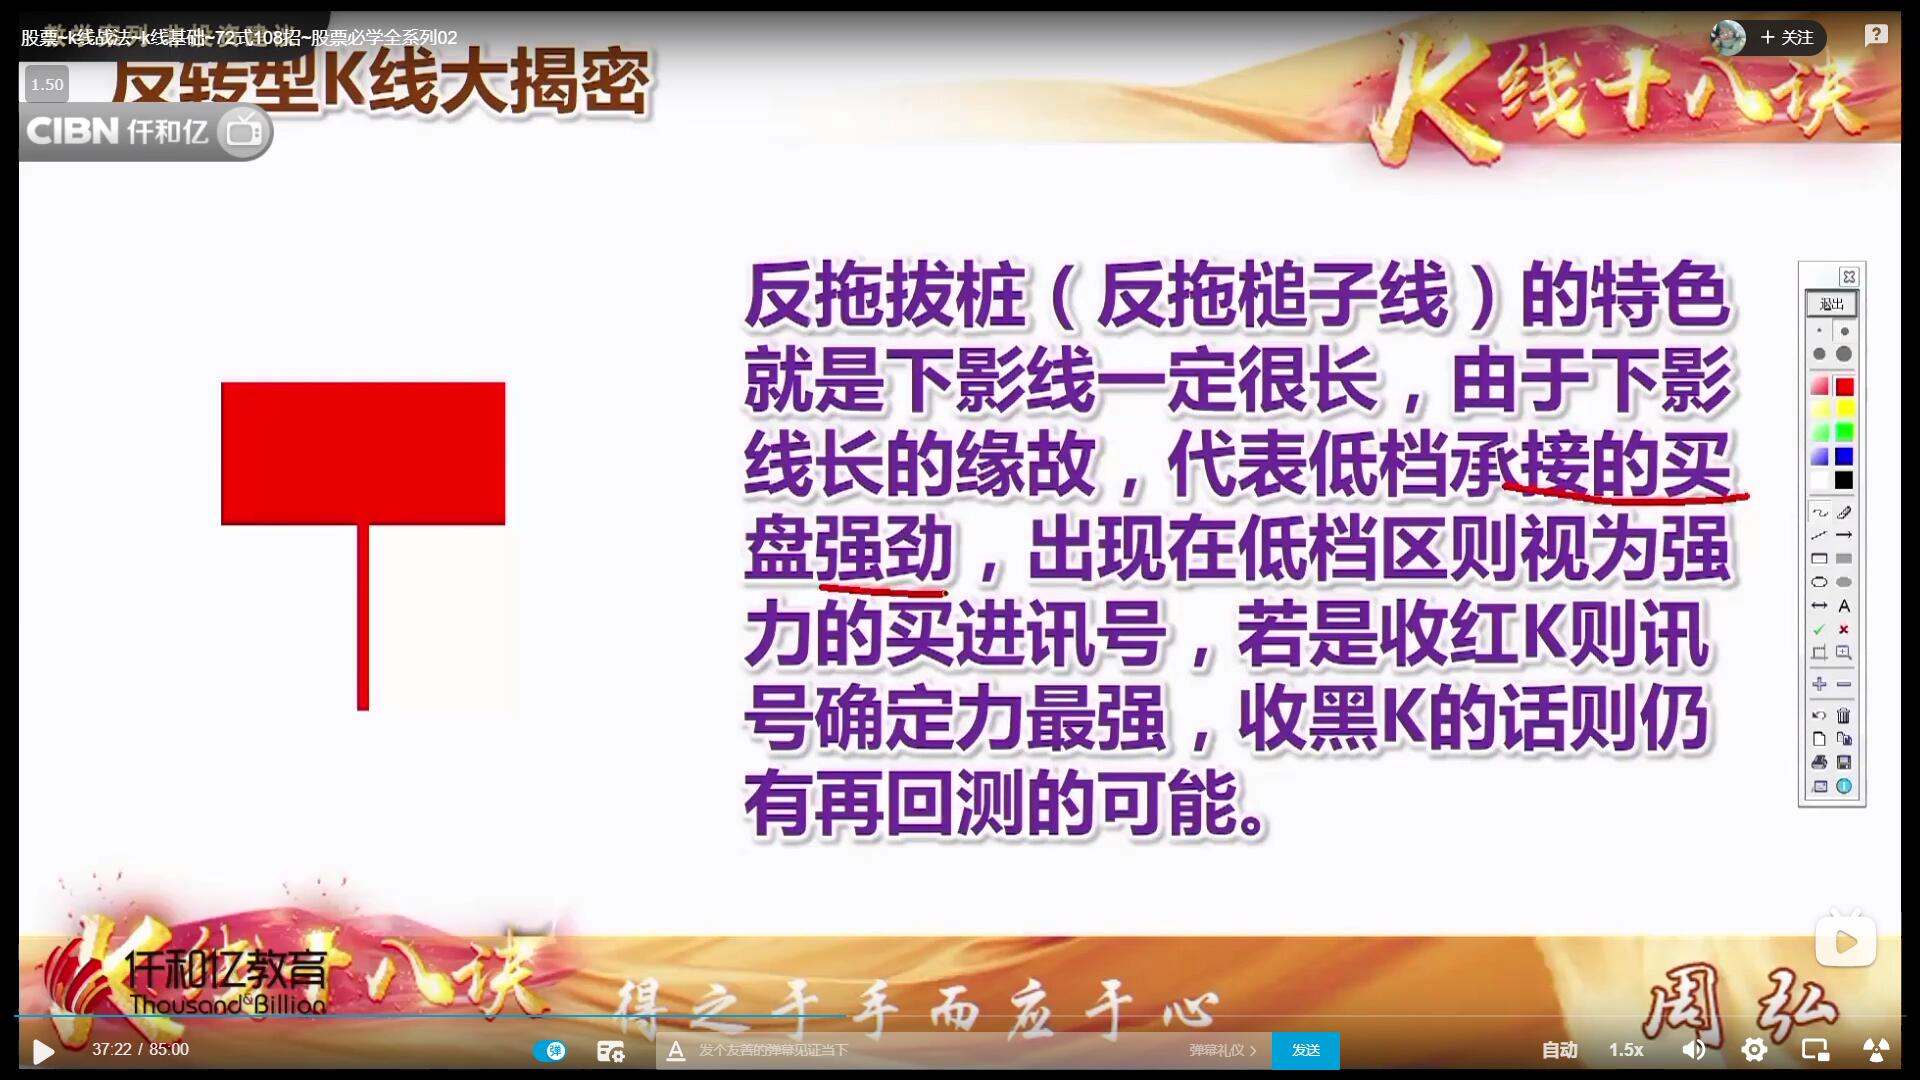 股票~k线战法~k线基础~72式108招~股票必学全系列02
+ 关注
1.50
反转型K线大揭密
K线十八诀
CIBN 仟和亿
反拖拔桩（反拖槌子线）的特色
就是下影线一定很长，由于下影
线长的缘故，代表低档承接的买
盘强劲，出现在低档区则视为强
力的买进讯号，若是收红K则讯
号确定力最强，收黑K的话则仍
有再回测的可能。
退出
K线十八诀
仟和亿教育
Thousand&Billion
得之于手而应于心
周弘
37:22 / 85:00
弹
发个友善的弹幕见证当下
弹幕礼仪
发送
自动
1.5x